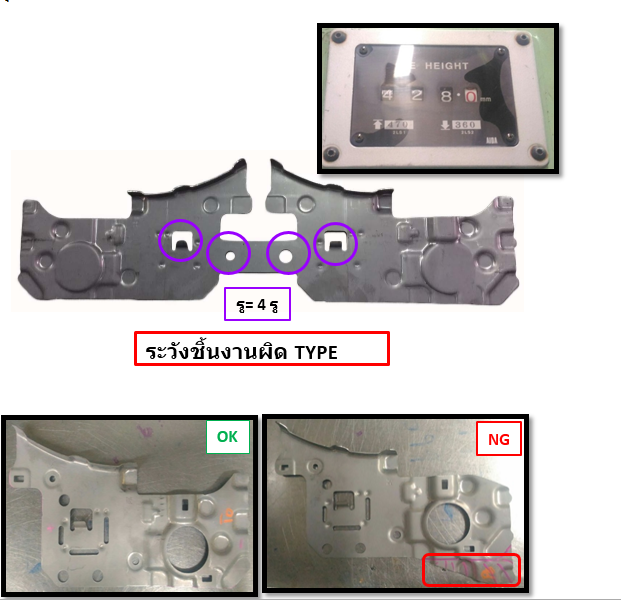 E HEIGHT
4 2 8.0 mm
470 360
AIDA
รู= 4 รู
ระวังชิ้นงานผิด TYPE
OK
NG